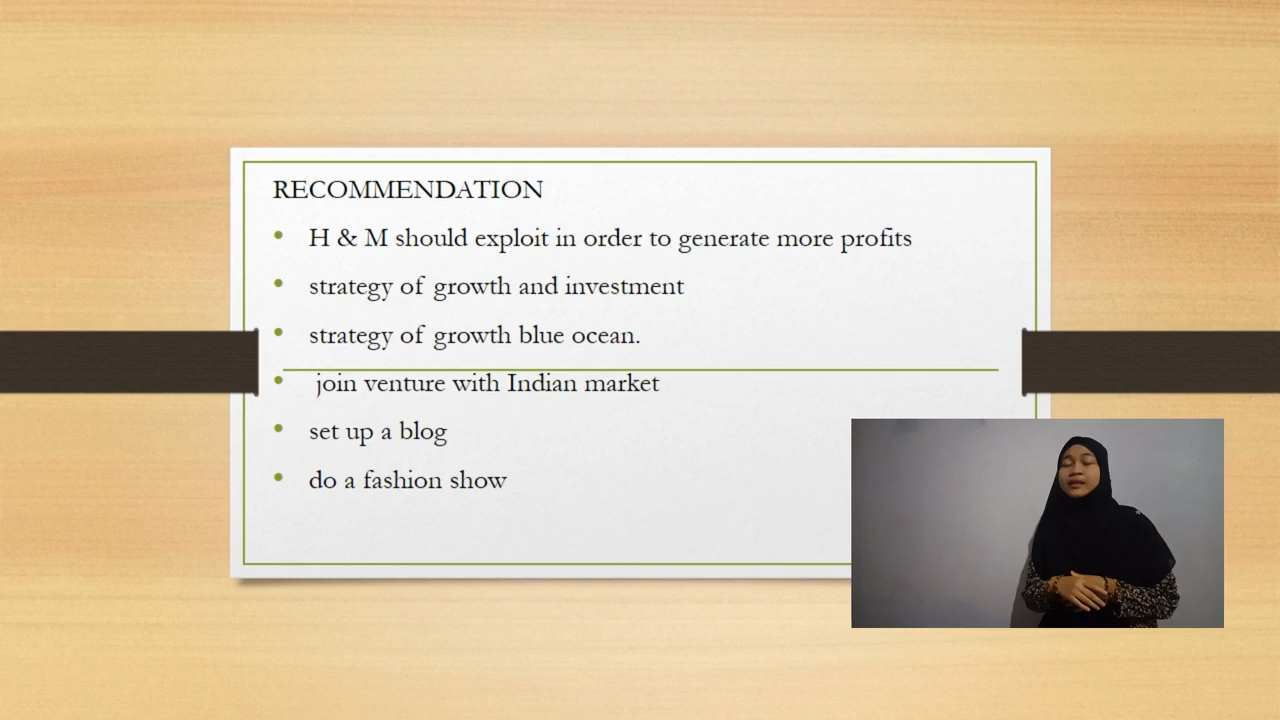 RECOMMENDATION
• H & M should exploit in order to generate more profits
• strategy of growth and investment
• strategy of growth blue ocean.
• join venture with Indian market
• set up a blog
• do a fashion show